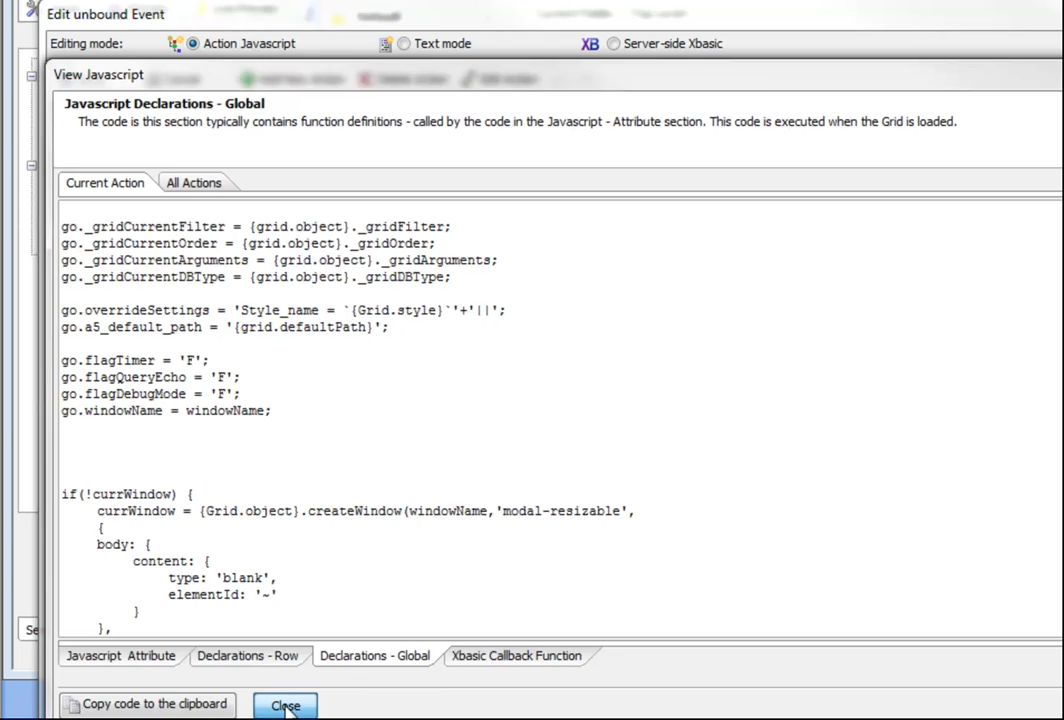 Edit unbound Event
Editing mode: Action Javascript Text mode XB Server-side Xbasic
View Javascript
Javascript Declarations - Global
The code is this section typically contains function definitions - called by the code in the Javascript - Attribute section. This code is executed when the Grid is loaded.
Current Action All Actions
go._gridCurrentFilter = {grid.object}._gridFilter;
go._gridCurrentOrder = {grid.object}._gridOrder;
go._gridCurrentArguments = {grid.object}._gridArguments;
go._gridCurrentDBType = {grid.object}._gridDBType;
go.overrideSettings = 'Style_name = `{Grid.style}`'+'||';
go.a5_default_path = '{grid.defaultPath}';
go.flagTimer = 'F';
go.flagQueryEcho = 'F';
go.flagDebugMode = 'F';
go.windowName = windowName;
if(!currWindow) {
currWindow = {Grid.object}.createWindow(windowName,'modal-resizable',
{
body: {
content: {
type: 'blank',
elementId: '~'
}
},
Se
Javascript Attribute Declarations - Row Declarations - Global Xbasic Callback Function
Copy code to the clipboard Close